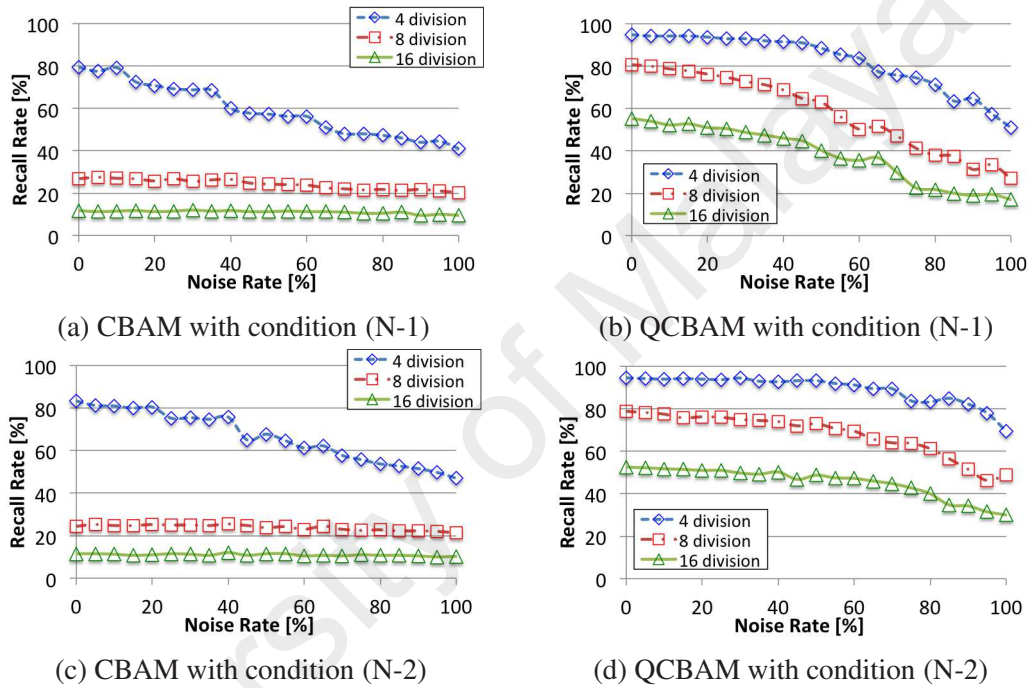 100
80
60
40
20
0
Recall Rate [%]
4 division
8 division
16 division
0 20 40 60 80 100
Noise Rate [%]
(a) CBAM with condition (N-1)
100
80
60
40
20
0
Recall Rate [%]
4 division
8 division
16 division
0 20 40 60 80 100
Noise Rate [%]
(b) QCBAM with condition (N-1)
100
80
60
40
20
0
Recall Rate [%]
4 division
8 division
16 division
0 20 40 60 80 100
Noise Rate [%]
(c) CBAM with condition (N-2)
100
80
60
40
20
0
Recall Rate [%]
4 division
8 division
16 division
0 20 40 60 80 100
Noise Rate [%]
(d) QCBAM with condition (N-2)
rsity of Malaya